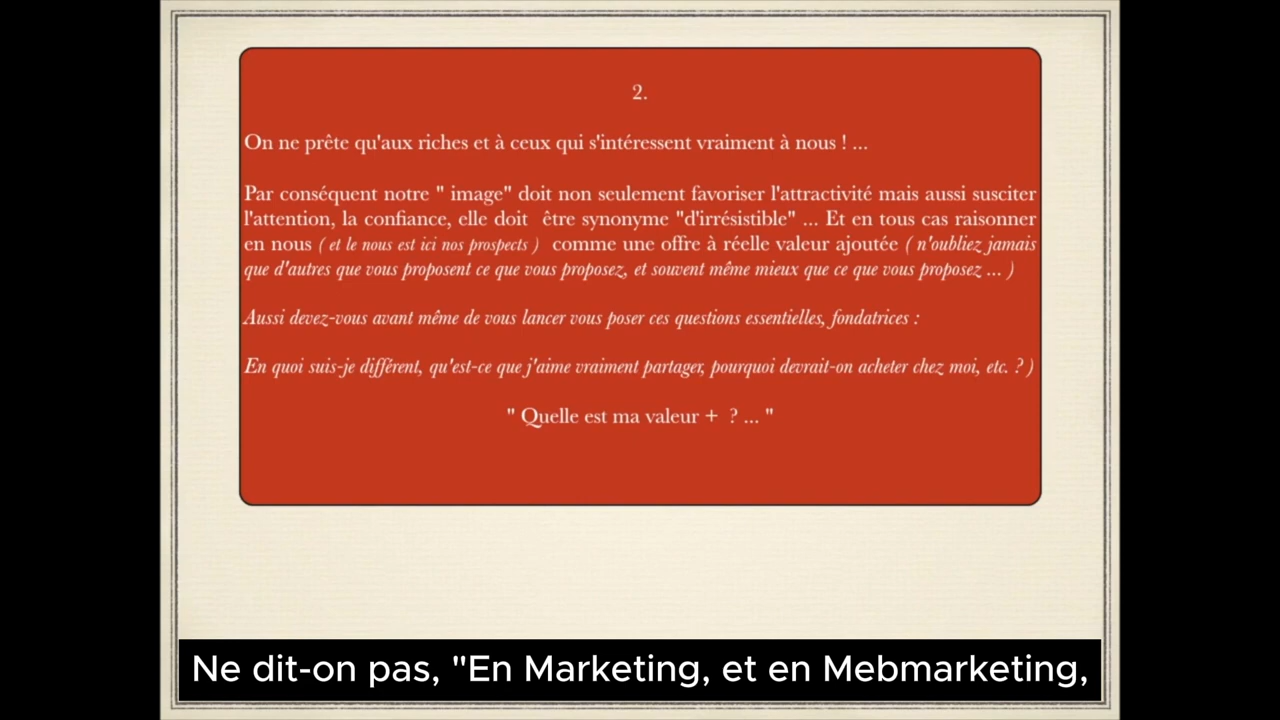 2.
On ne prête qu'aux riches et à ceux qui s'intéressent vraiment à nous ! ...
Par conséquent notre " image" doit non seulement favoriser l'attractivité mais aussi susciter
l'attention, la confiance, elle doit être synonyme "d'irrésistible" ... Et en tous cas raisonner
en nous ( et le nous est ici nos prospects ) comme une offre à réelle valeur ajoutée ( n'oubliez jamais
que d'autres que vous proposent ce que vous proposez, et souvent même mieux que ce que vous proposez ... )
Aussi devez-vous avant même de vous lancer vous poser ces questions essentielles, fondatrices :
En quoi suis-je différent, qu'est-ce que j'aime vraiment partager, pourquoi devrait-on acheter chez moi, etc. ? )
" Quelle est ma valeur + ? ... "
Ne dit-on pas, "En Marketing, et en Mebmarketing,